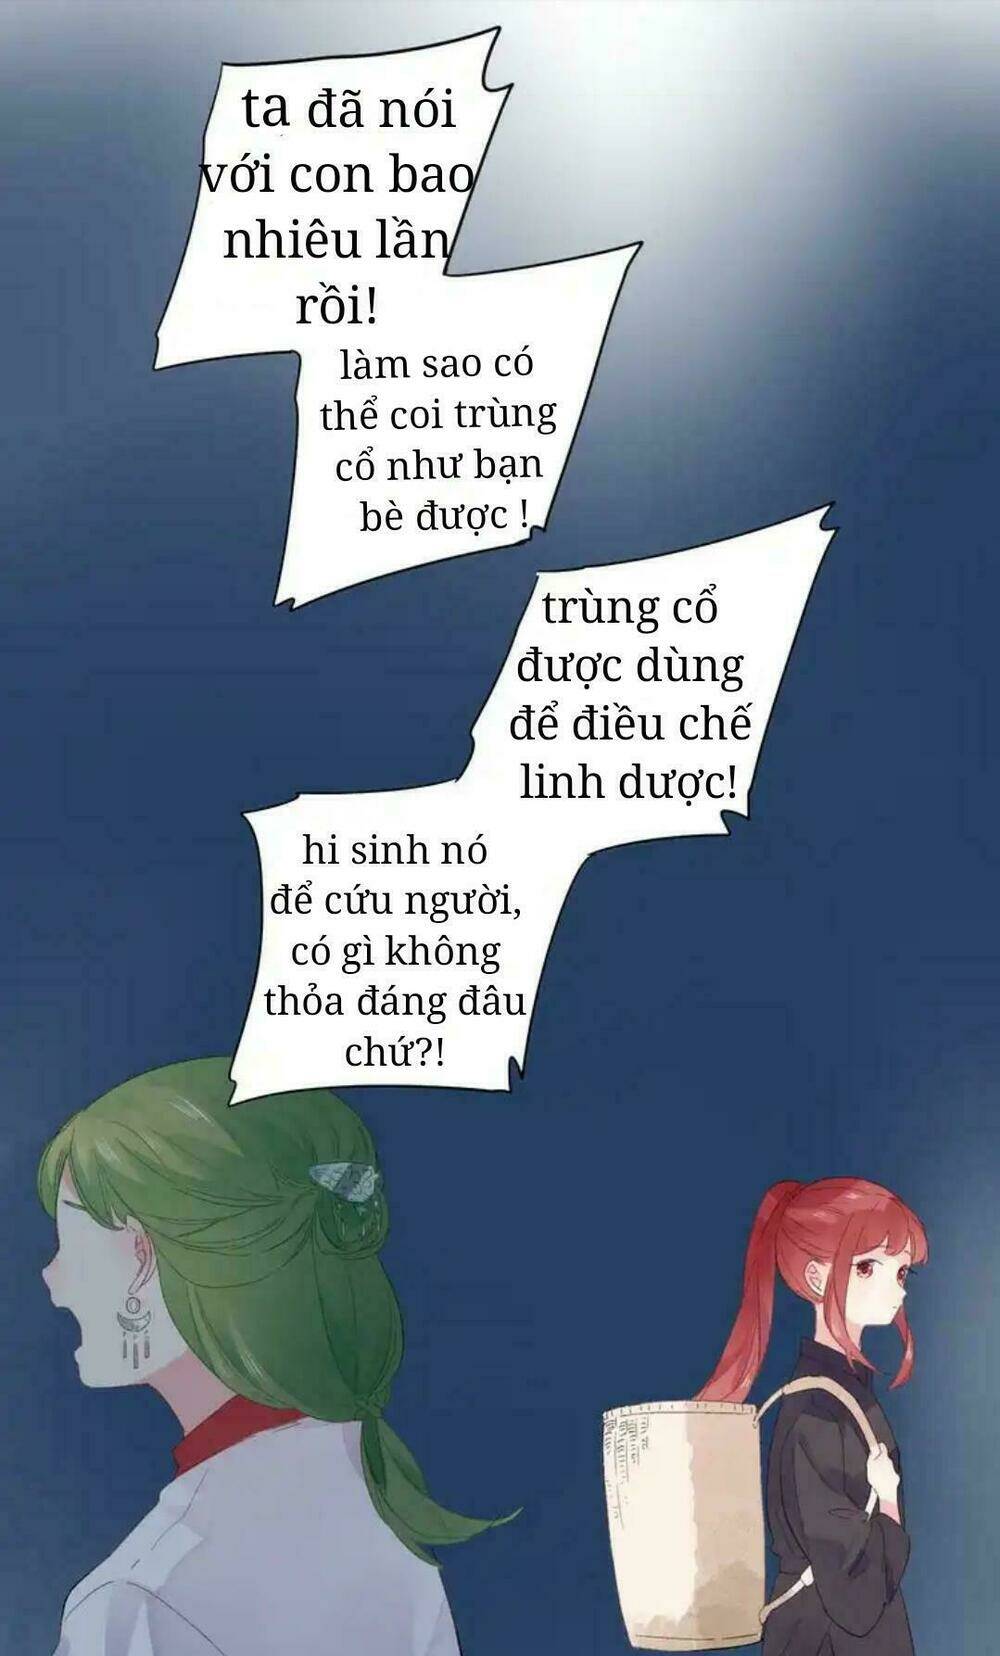 ta đã nói
với con bao
nhiêu lần
rồi!
làm sao có
thể coi trùng
cổ như bạn
bè được !
trùng cổ
được dùng
để điều chế
linh dược!
hi sinh nó
để cứu người,
có gì không
thỏa đáng đâu
chứ?!